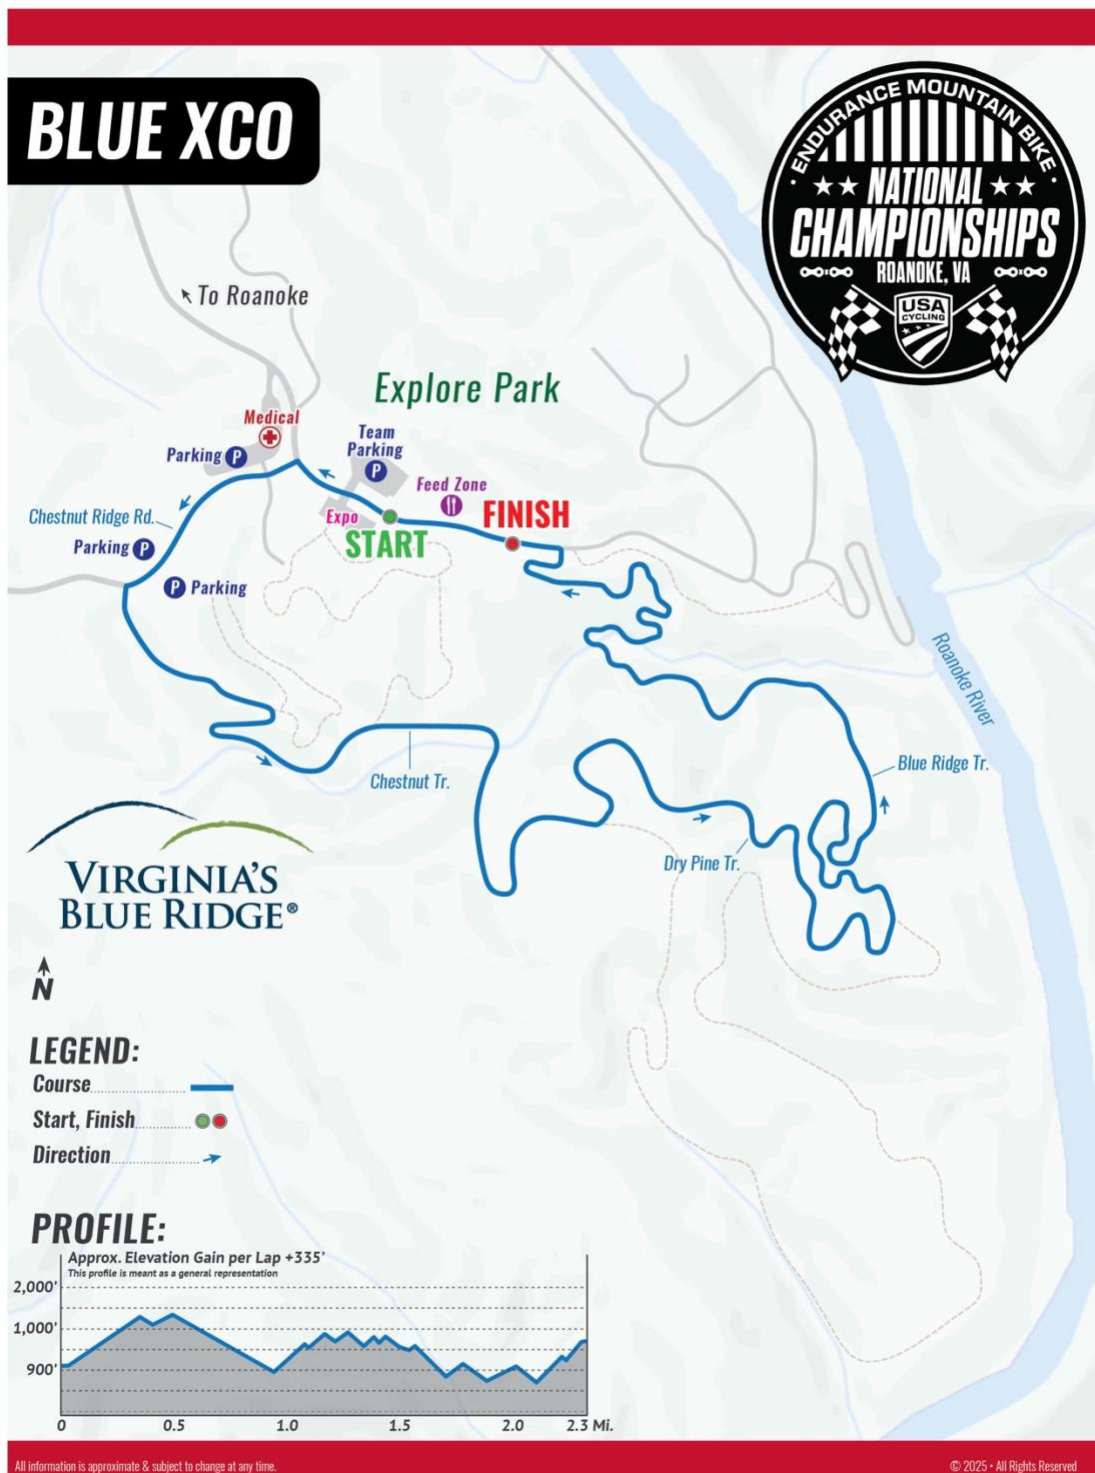 BLUE XCO
ENDURANCE MOUNTAIN BIKE
NATIONAL
CHAMPIONSHIPS
ROANOKE, VA
USA
CYCLING
To Roanoke
Explore Park
Medical
Parking P
Team
Parking
P
Feed Zone
FINISH
Expo
START
Chestnut Ridge Rd.
Parking P
P Parking
Roanoke River
Chestnut Tr.
Blue Ridge Tr.
Dry Pine Tr.
VIRGINIA'S
BLUE RIDGE®
N
LEGEND:
Course
Start, Finish
Direction
PROFILE:
Approx. Elevation Gain per Lap +335'
This profile is meant as a general representation
2,000'
1,000'
900'
0 0.5 1.0 1.5 2.0 2.3 Mi.
All information is approximate & subject to change at any time.
© 2025 • All Rights Reserved